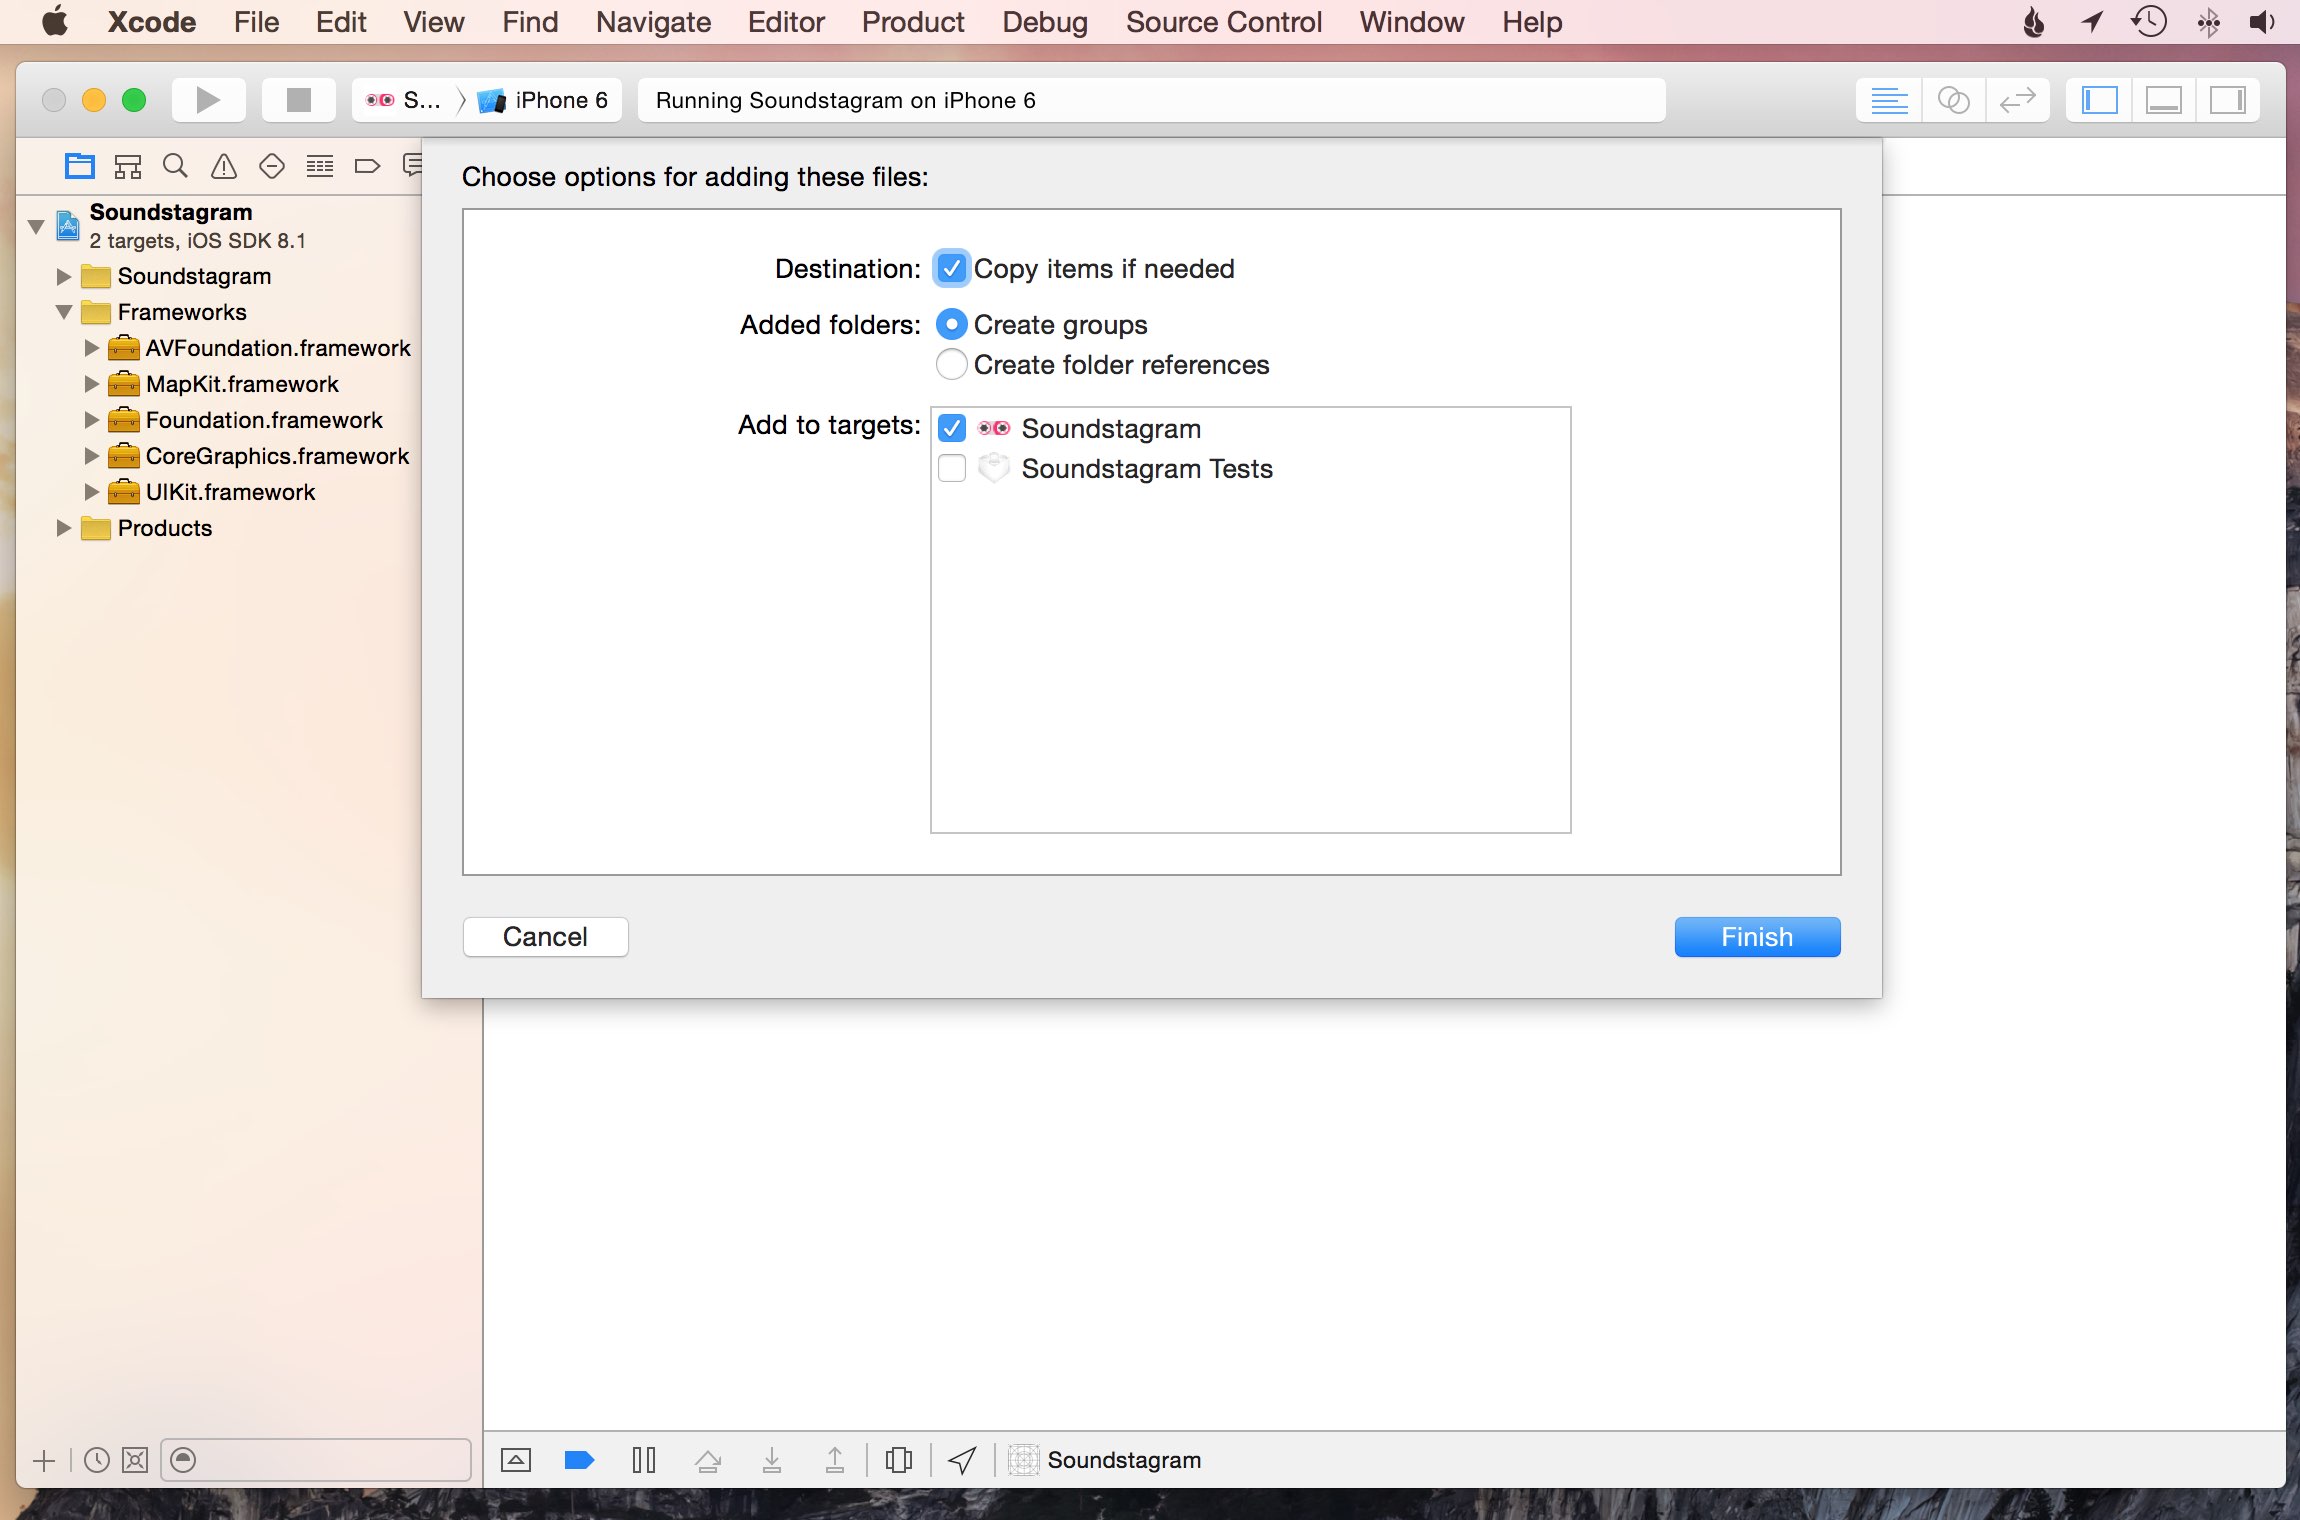 Xcode File Edit View Find Navigate Editor Product Debug Source Control Window Help
S... iPhone 6 Running Soundstagram on iPhone 6
Choose options for adding these files:
Soundstagram
2 targets, iOS SDK 8.1
Soundstagram
Frameworks
AVFoundation.framework
MapKit.framework
Foundation.framework
CoreGraphics.framework
UIKit.framework
Products
Destination: Copy items if needed
Added folders: Create groups
Create folder references
Add to targets: Soundstagram
Soundstagram Tests
Cancel Finish
Soundstagram